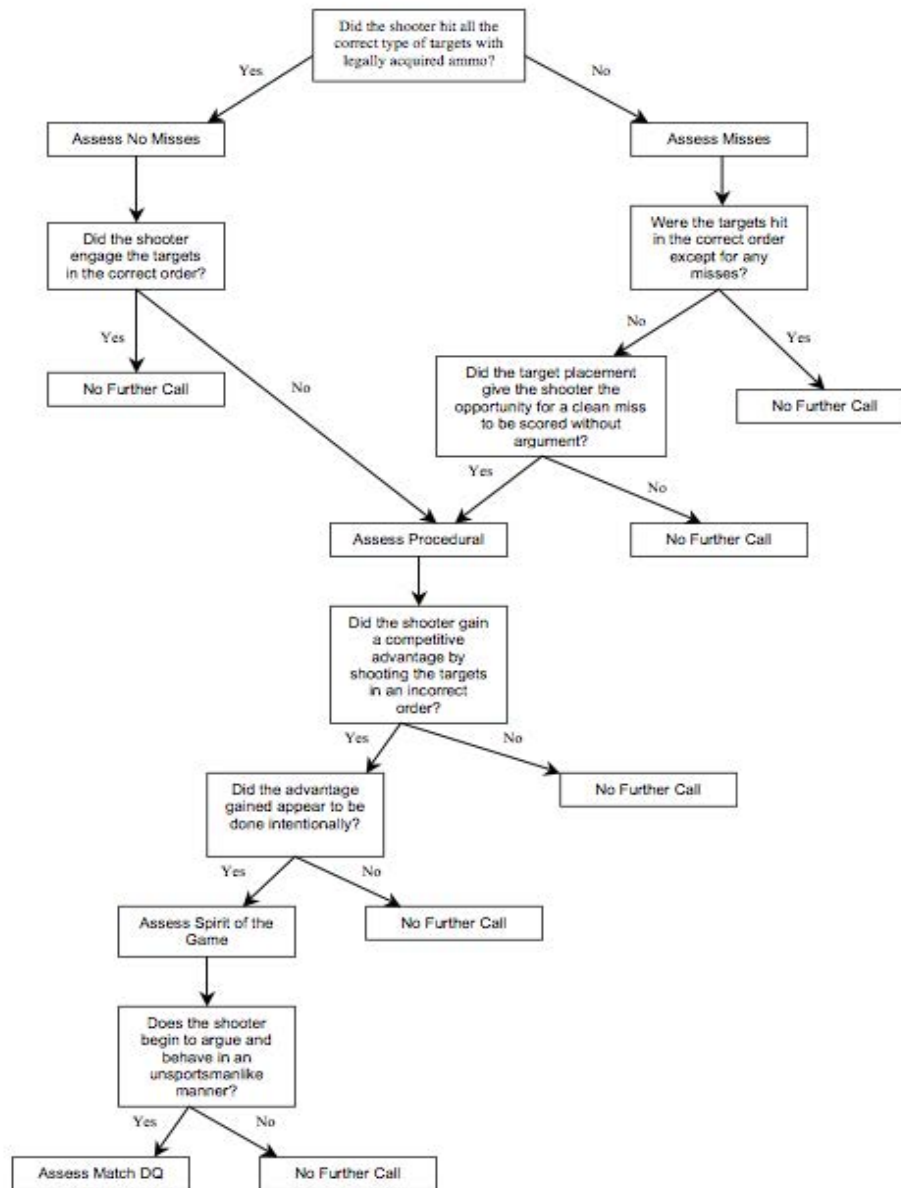 Did the shooter hit all the
correct type of targets with
legally acquired ammo?
Yes
No
Assess No Misses
Assess Misses
Did the shooter
engage the targets
in the correct order?
Were the targets hit
in the correct order
except for any
misses?
Yes
No
No
Yes
No Further Call
Did the target placement
give the shooter the
opportunity for a clean miss
to be scored without
argument?
No Further Call
Yes
No
Assess Procedural
No Further Call
Did the shooter gain
a competitive
advantage by
shooting the targets
in an incorrect
order?
Yes
No
Did the advantage
gained appear to be
done intentionally?
No Further Call
Yes
No
Assess Spirit of the
Game
No Further Call
Does the shooter
begin to argue and
behave in an
unsportsmanlike
manner?
Yes
No
Assess Match DQ
No Further Call